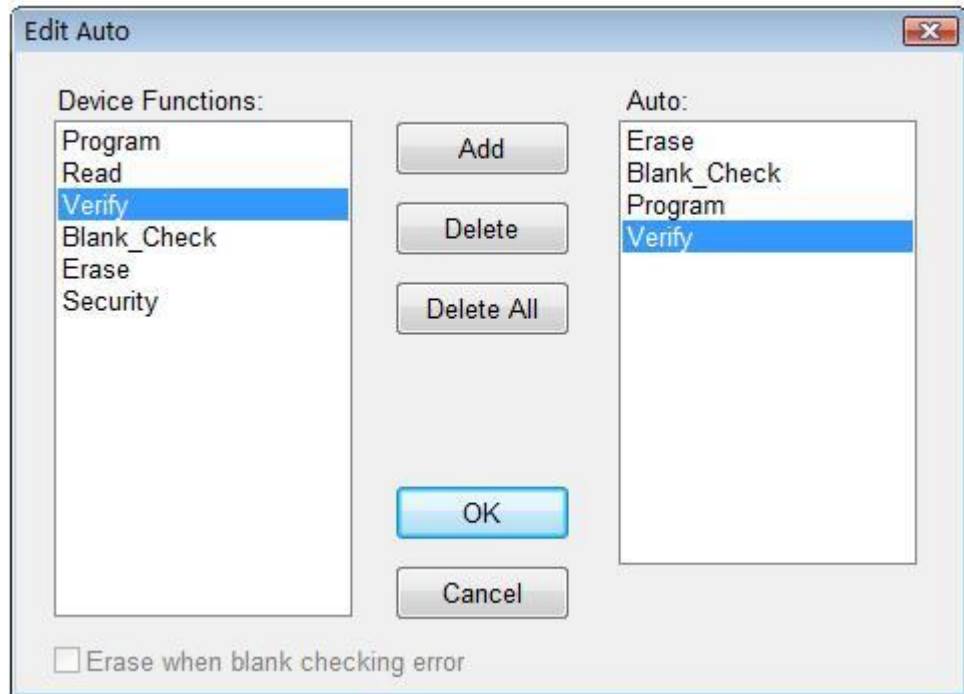 Edit Auto
Device Functions:
Program
Read
Verify
Blank_Check
Erase
Security
Add
Delete
Delete All
OK
Cancel
Auto:
Erase
Blank_Check
Program
Verify
Erase when blank checking error